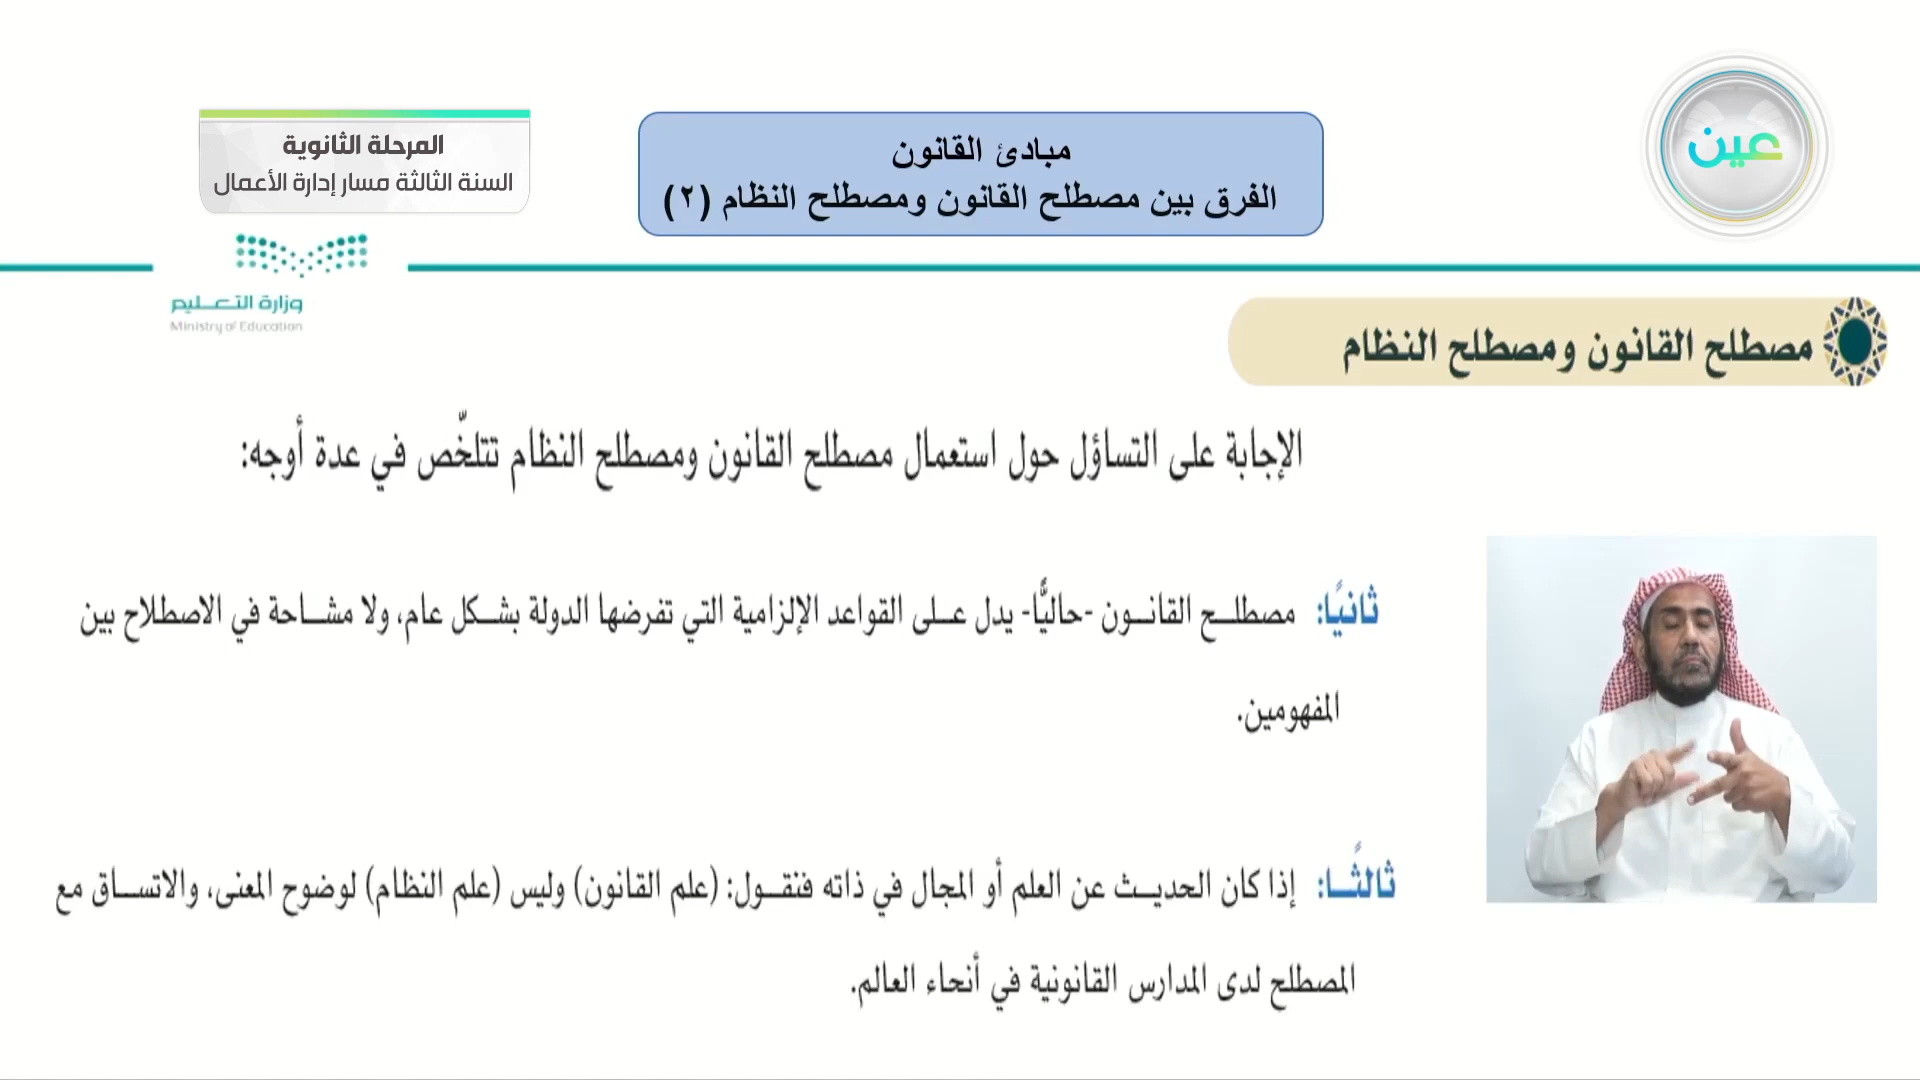 المرحلة الثانوية
السنة الثالثة مسار إدارة الأعمال
مبادئ القانون
الفرق بين مصطلح القانون ومصطلح النظام (٢)
عين
وزارة التعليم
Ministry of Education
مصطلح القانون ومصطلح النظام
الإجابة على التساؤل حول استعمال مصطلح القانون ومصطلح النظام تتلخّص في عدة أوجه:
ثانيًا: مصطلح القانون -حاليًّا- يدل على القواعد الإلزامية التي تفرضها الدولة بشكل عام، ولا مشاحة في الاصطلاح بين
المفهومين.
ثالثًا: إذا كان الحديث عن العلم أو المجال في ذاته فنقول: (علم القانون) وليس (علم النظام) لوضوح المعنى، والاتساق مع
المصطلح لدى المدارس القانونية في أنحاء العالم.